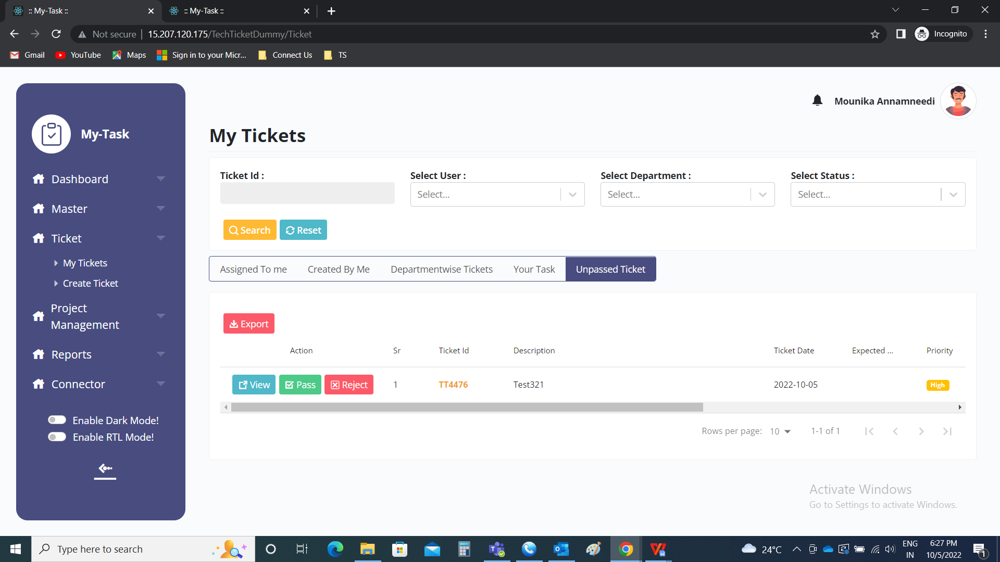 :: My-Task ::
:: My-Task ::
Not secure
15.207.120.175/TechTicketDummy/Ticket
Incognito
Gmail
YouTube
Maps
Sign in to your Micr...
Connect Us
TS
My-Task
Dashboard
Master
Ticket
My Tickets
Create Ticket
Project
Management
Reports
Connector
Enable Dark Mode!
Enable RTL Mode!
Mounika Annamneedi
My Tickets
Ticket Id :
Select User :
Select Department :
Select Status :
Select...
Select...
Select...
Search
Reset
Assigned To me
Created By Me
Departmentwise Tickets
Your Task
Unpassed Ticket
Export
Action
Sr
Ticket Id
Description
Ticket Date
Expected ...
Priority
View
Pass
Reject
1
TT4476
Test321
2022-10-05
High
Rows per page:
10
1-1 of 1
Activate Windows
Go to Settings to activate Windows.
Type here to search
24°C
ENG
IN
6:27 PM
10/5/2022
1